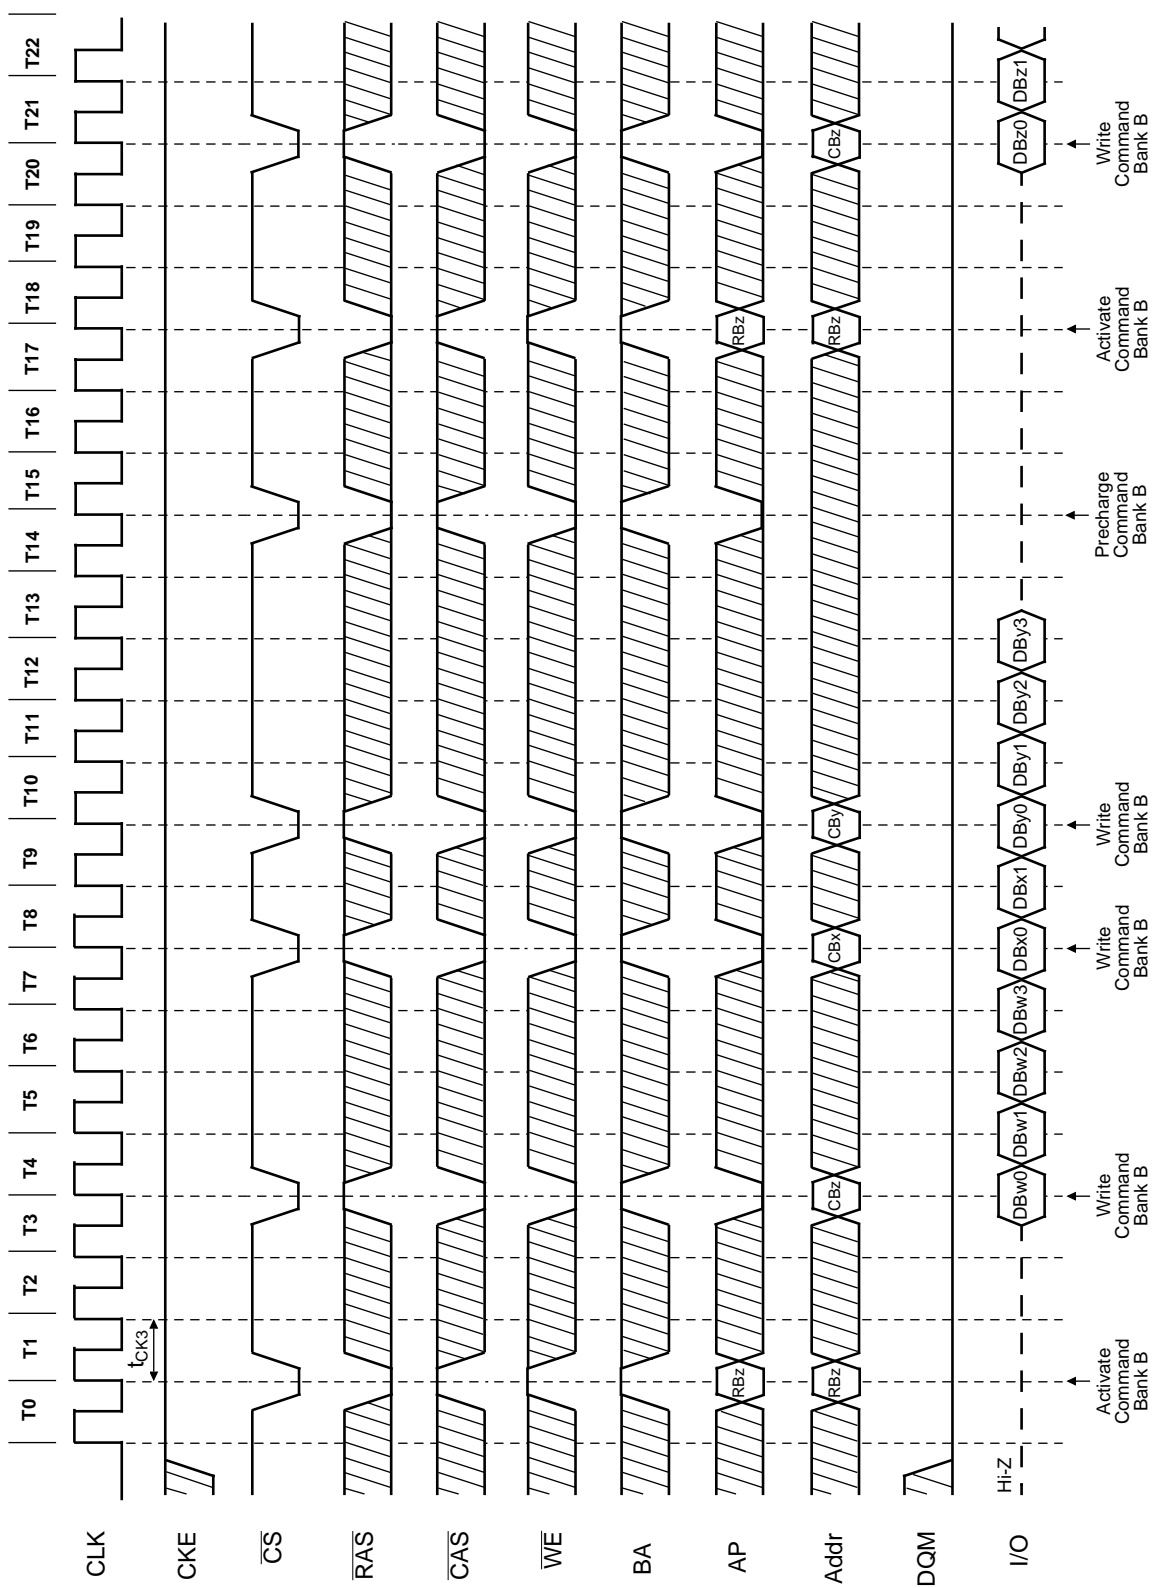 T0 T1 T2 T3 T4 T5 T6 T7 T8 T9 T10 T11 T12 T13 T14 T15 T16 T17 T18 T19 T20 T21 T22
CLK
tCK3
CKE
CS
RAS
CAS
WE
BA
AP
RBz RBz
Addr
RBz CBz CBx CBy RBz CBz
DQM
I/O
Hi-Z
DBw0 DBw1 DBw2 DBw3 DBx0 DBx1 DBy0 DBy1 DBy2 DBy3 DBz0 DBz1
Activate
Command
Bank B
Write
Command
Bank B
Write
Command
Bank B
Write
Command
Bank B
Precharge
Command
Bank B
Activate
Command
Bank B
Write
Command
Bank B